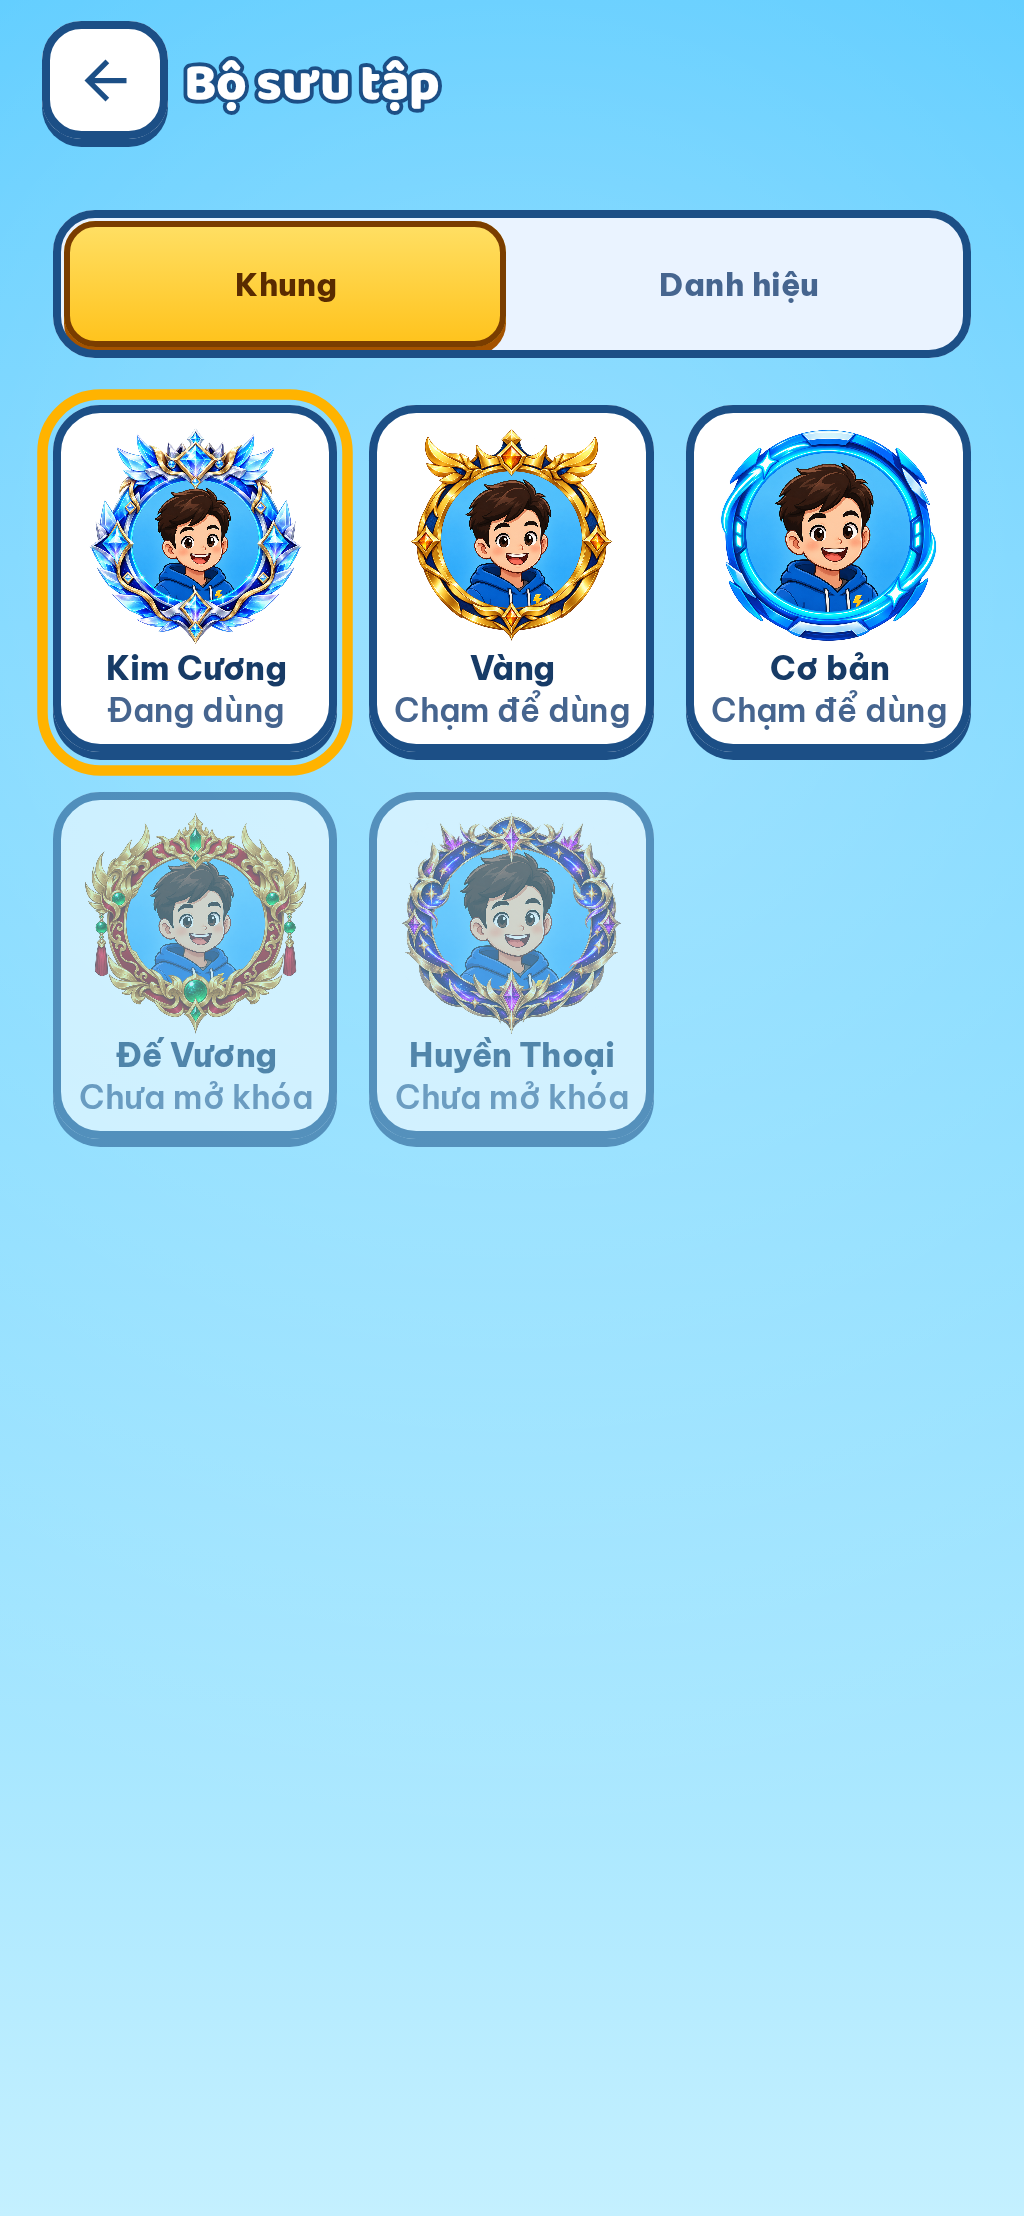 Bộ sưu tập
Khung
Danh hiệu
Kim Cương
Đang dùng
Vàng
Chạm để dùng
Cơ bản
Chạm để dùng
Đế Vương
Chưa mở khóa
Huyền Thoại
Chưa mở khóa